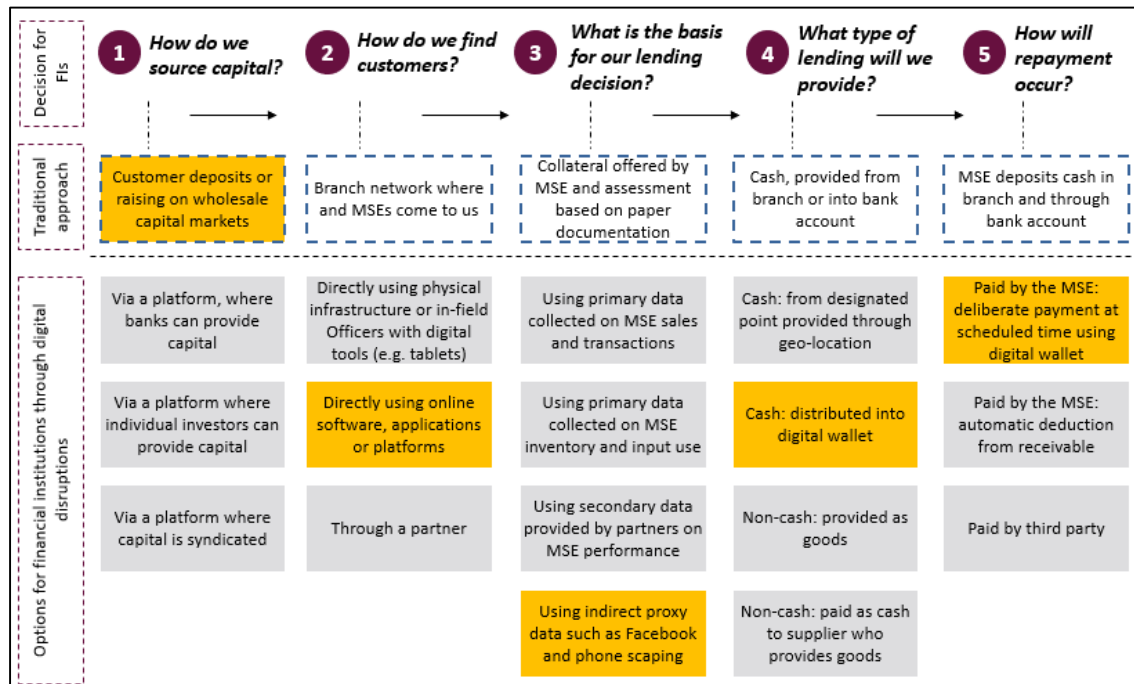 Decision for
FIs
1
How do we
source capital?
2
How do we find
customers?
3
What is the basis
for our lending
decision?
4
What type of
lending will we
provide?
5
How will
repayment
occur?
Traditional
approach
Customer deposits or
raising on wholesale
capital markets
Branch network where
and MSEs come to us
Collateral offered by
MSE and assessment
based on paper
documentation
Cash, provided from
branch or into bank
account
MSE deposits cash in
branch and through
bank account
Options for financial institutions through digital
disruptions
Via a platform, where
banks can provide
capital
Directly using physical
infrastructure or in-field
Officers with digital
tools (e.g. tablets)
Using primary data
collected on MSE sales
and transactions
Cash: from designated
point provided through
geo-location
Paid by the MSE:
deliberate payment at
scheduled time using
digital wallet
Via a platform where
individual investors can
provide capital
Directly using online
software, applications
or platforms
Using primary data
collected on MSE
inventory and input use
Cash: distributed into
digital wallet
Paid by the MSE:
automatic deduction
from receivable
Via a platform where
capital is syndicated
Through a partner
Using secondary data
provided by partners on
MSE performance
Non-cash: provided as
goods
Paid by third party
Using indirect proxy
data such as Facebook
and phone scaping
Non-cash: paid as cash
to supplier who
provides goods